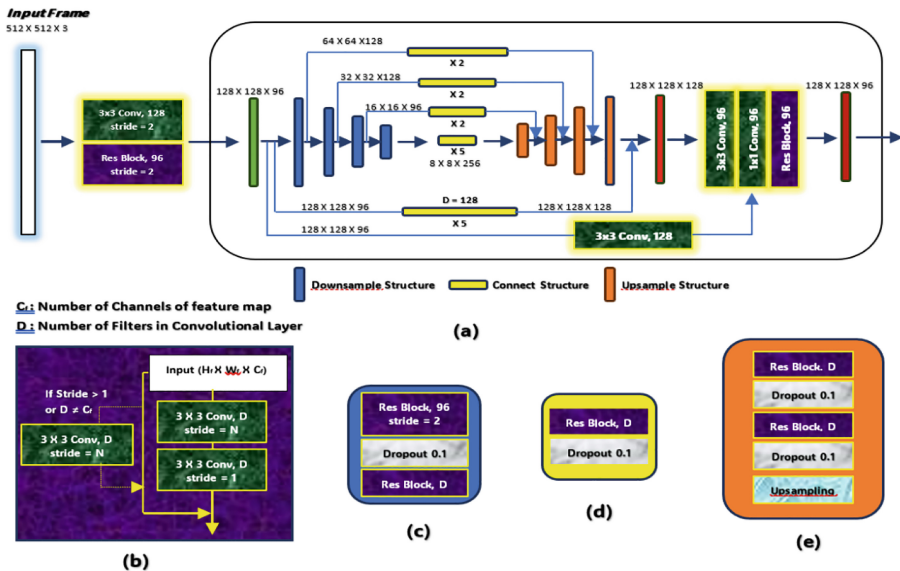 Input Frame
512 X 512 X 3
3x3 Conv, 128
stride = 2
Res Block, 96
stride = 2
128 X 128 X 96
64 X 64 X128
X 2
32 X 32 X128
X 2
16 X 16 X 96
X 2
X 5
8 X 8 X 256
128 X 128 X 96
D = 128
X 5
128 X 128 X 128
128 X 128 X 96
3x3 Conv, 128
128 X 128 X 128
3x3 Conv, 96
1x1 Conv, 96
Res Block, 96
128 X 128 X 96
Downsample Structure
Connect Structure
Upsample Structure
(a)
Cf : Number of Channels of feature map
D : Number of Filters in Convolutional Layer
Input (Hf X Wf X Cf)
If Stride > 1
or D ≠ Cf
3 X 3 Conv, D
stride = N
3 X 3 Conv, D
stride = N
3 X 3 Conv, D
stride = 1
(b)
Res Block, 96
stride = 2
Dropout 0.1
Res Block, D
(c)
Res Block, D
Dropout 0.1
(d)
Res Block. D
Dropout 0.1
Res Block, D
Dropout 0.1
Upsampling
(e)